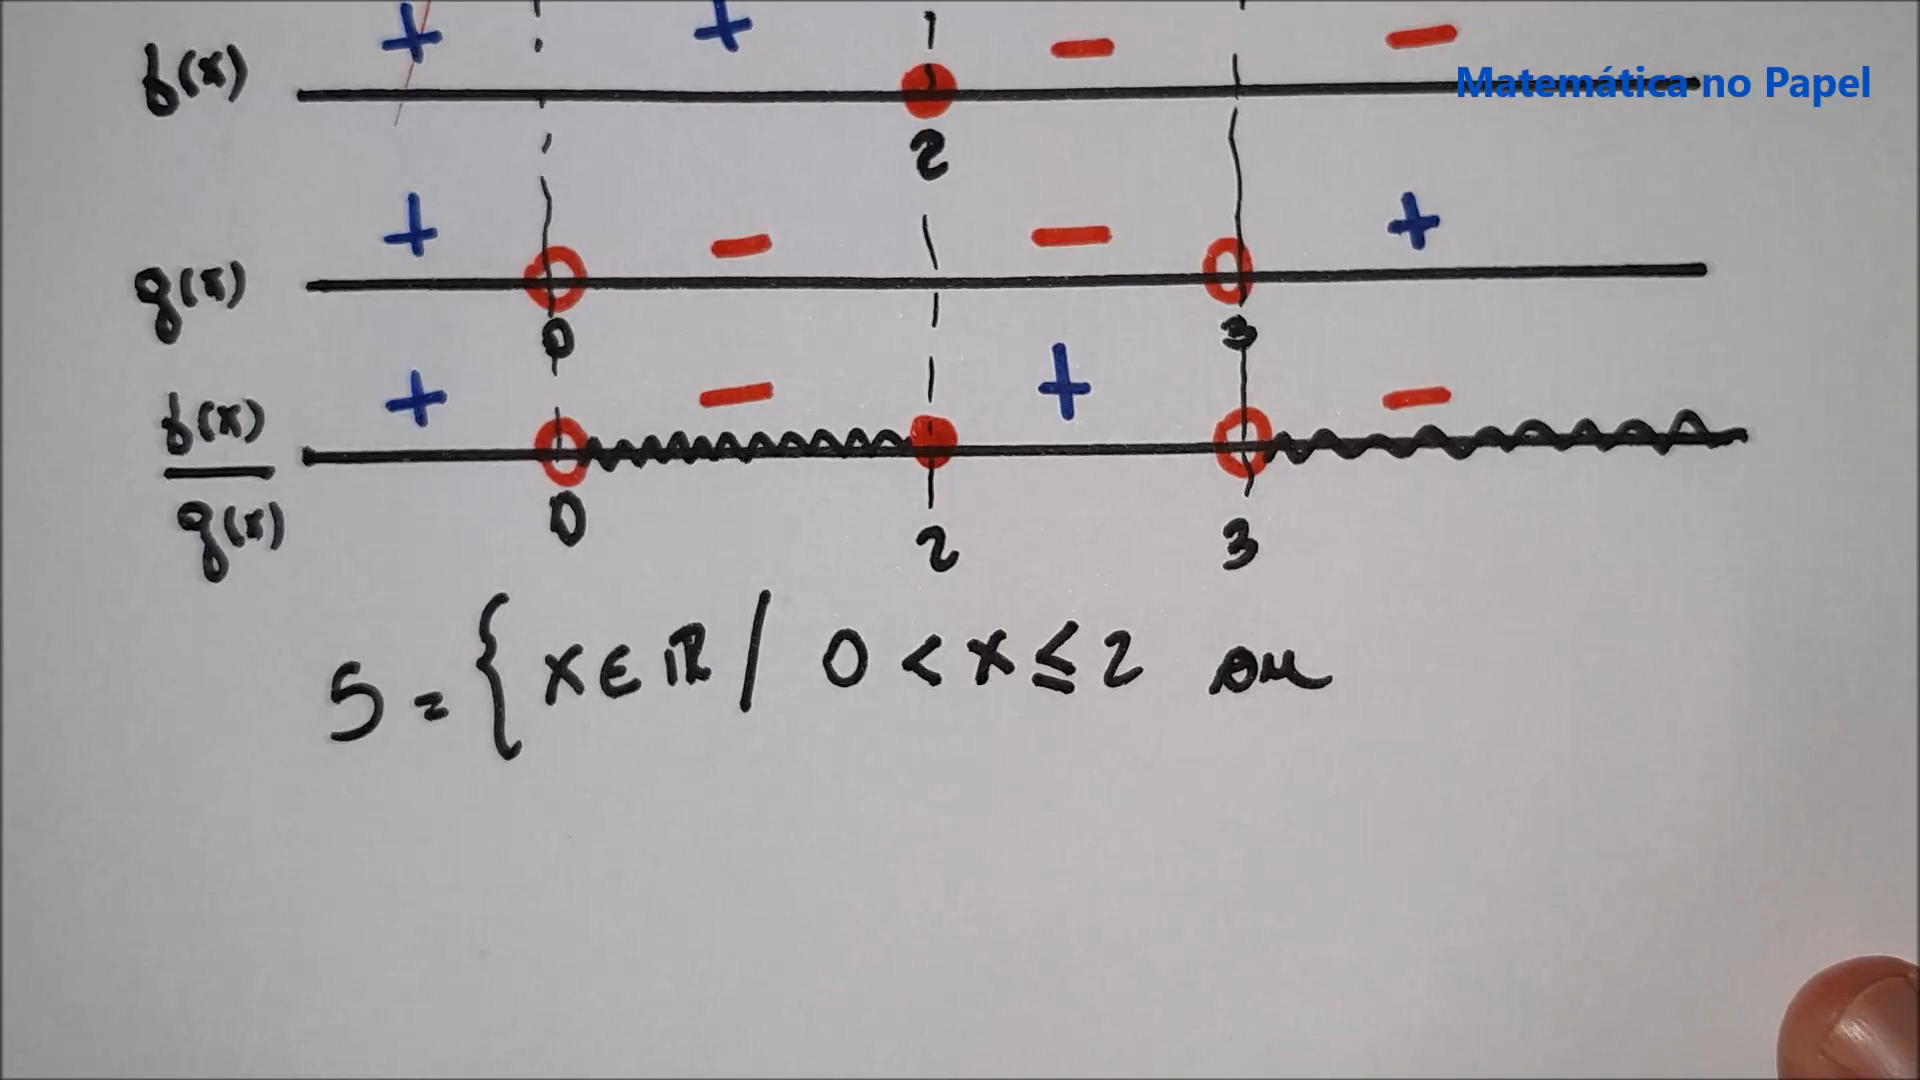 + + − −
f(x)
Matemática no Papel
2
+ − − +
g(x)
0 3
+ − + −
f(x)
g(x)
0 2 3
S = { x ∈ ℝ / 0 < x ≤ 2 ou